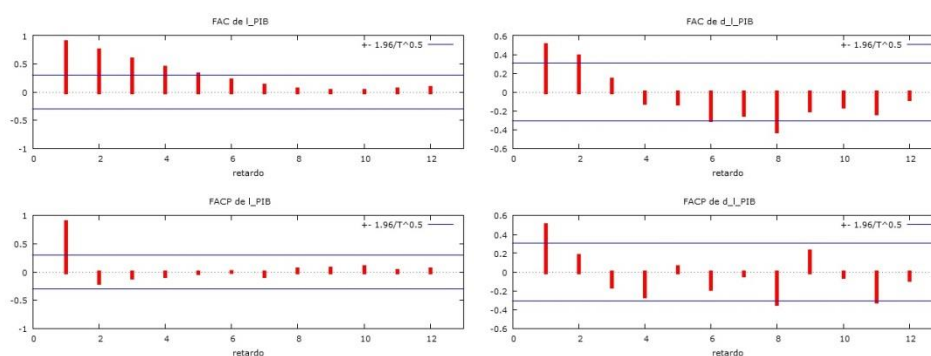 FAC de l_PIB
+- 1.96/T^0.5
1
0.5
0
-0.5
-1
0 2 4 6 8 10 12
retardo
FAC de d_l_PIB
+- 1.96/T^0.5
0.6
0.4
0.2
0
-0.2
-0.4
-0.6
0 2 4 6 8 10 12
retardo
FACP de l_PIB
+- 1.96/T^0.5
1
0.5
0
-0.5
-1
0 2 4 6 8 10 12
retardo
FACP de d_l_PIB
+- 1.96/T^0.5
0.6
0.4
0.2
0
-0.2
-0.4
-0.6
0 2 4 6 8 10 12
retardo